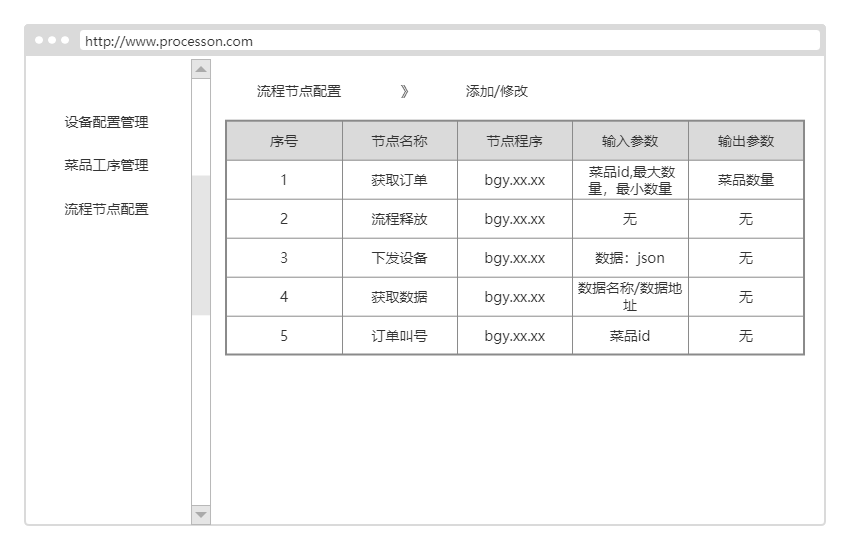 http://www.processon.com
流程节点配置 》 添加/修改
设备配置管理
菜品工序管理
流程节点配置
序号 节点名称 节点程序 输入参数 输出参数
1 获取订单 bgy.xx.xx 菜品id,最大数
量，最小数量 菜品数量
2 流程释放 bgy.xx.xx 无 无
3 下发设备 bgy.xx.xx 数据：json 无
4 获取数据 bgy.xx.xx 数据名称/数据地
址 无
5 订单叫号 bgy.xx.xx 菜品id 无